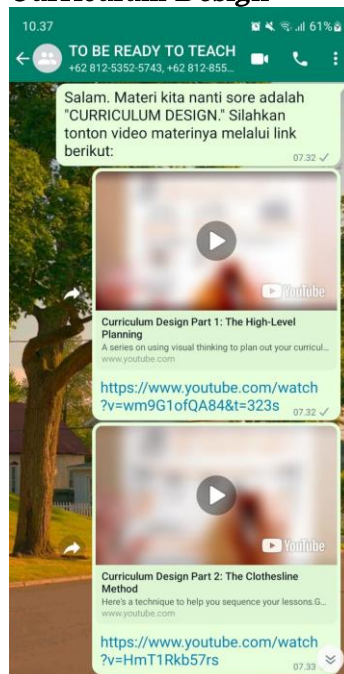 Curriculum Design
10.37
61%
TO BE READY TO TEACH
+62 812-5352-5743, +62 812-855...
Salam. Materi kita nanti sore adalah
"CURRICULUM DESIGN." Silahkan
tonton video materinya melalui link
berikut:
07.32
YouTube
Curriculum Design Part 1: The High-Level
Planning
A series on using visual thinking to plan out your curricul...
www.youtube.com
https://www.youtube.com/watch
?v=wm9G1ofQA84&t=323s
07.32
YouTube
Curriculum Design Part 2: The Clothesline
Method
Here's a technique to help you sequence your lessons.G...
www.youtube.com
https://www.youtube.com/watch
?v=HmT1Rkb57rs
07.33